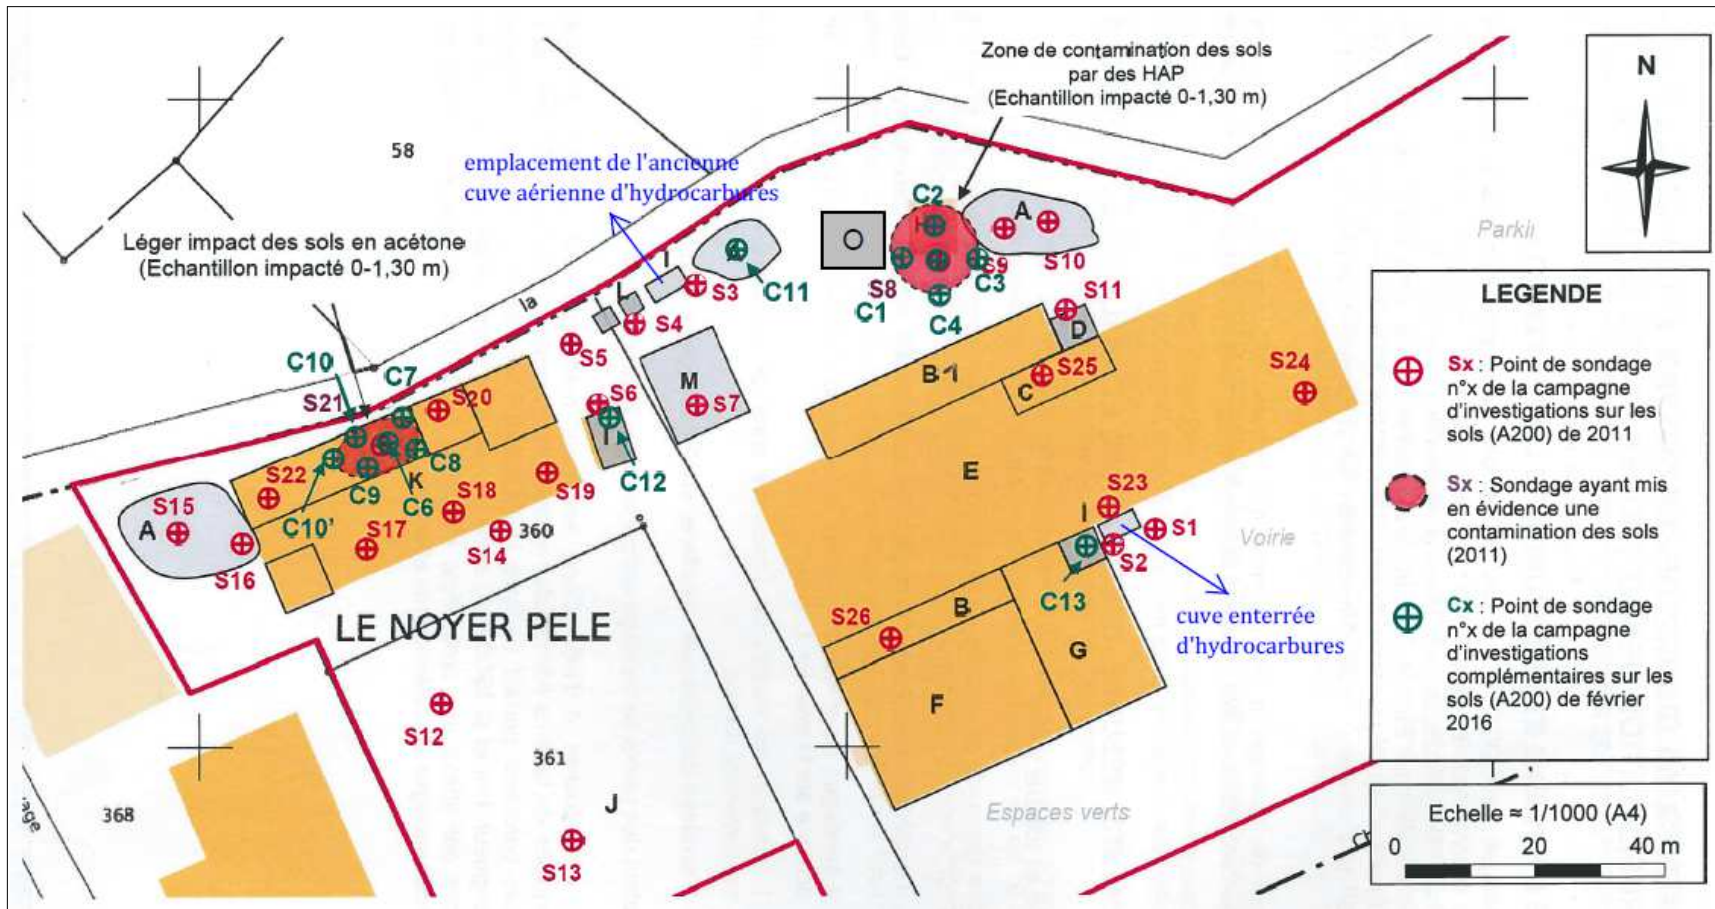 Zone de contamination des sols
par des HAP
(Echantillon impacté 0-1,30 m)
N
58
emplacement de l'ancienne
cuve aérienne d'hydrocarbures
Léger impact des sols en acétone
(Echantillon impacté 0-1,30 m)
la
C2
H
A
O
S9
S10
Parkin
S8
C3
C1
C4
S3
C11
L
S4
S5
S11
D
B1
C
S25
S24
M
S7
S6
C12
C10
C7
S21
S20
S22
C8
C9
K
C6
C10'
S18
S19
S15
A
S16
S17
S14
360
E
S23
I
S1
S2
Voirie
C13
cuve enterrée
d'hydrocarbures
B
S26
G
F
LE NOYER PELE
S12
361
J
368
S13
Espaces verts
LEGENDE
Sx : Point de sondage
n°x de la campagne
d'investigations sur les
sols (A200) de 2011
Sx : Sondage ayant mis
en évidence une
contamination des sols
(2011)
Cx : Point de sondage
n°x de la campagne
d'investigations
complémentaires sur les
sols (A200) de février
2016
Echelle ≈ 1/1000 (A4)
0 20 40 m